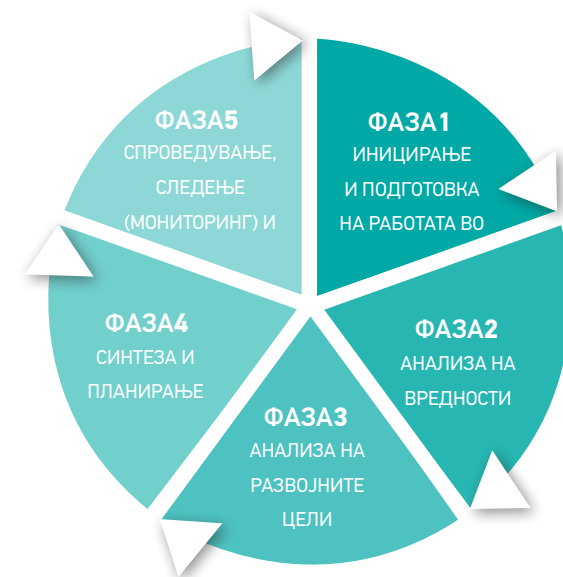 ФАЗА1
ИНИЦИРАЊЕ
И ПОДГОТОВКА
НА РАБОТАТА ВО
ФАЗА2
АНАЛИЗА НА
ВРЕДНОСТИ
ФАЗА3
АНАЛИЗА НА
РАЗВОЈНИТЕ
ЦЕЛИ
ФАЗА4
СИНТЕЗА И
ПЛАНИРАЊЕ
ФАЗА5
СПРОВЕДУВАЊЕ,
СЛЕДЕЊЕ
(МОНИТОРИНГ) И